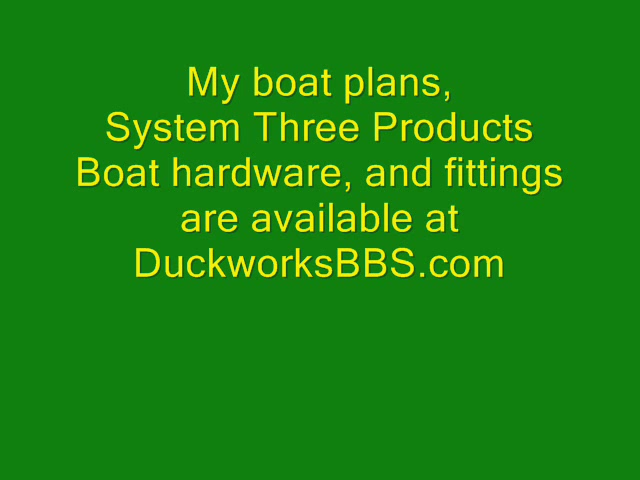 My boat plans,
System Three Products
Boat hardware, and fittings
are available at
DuckworksBBS.com